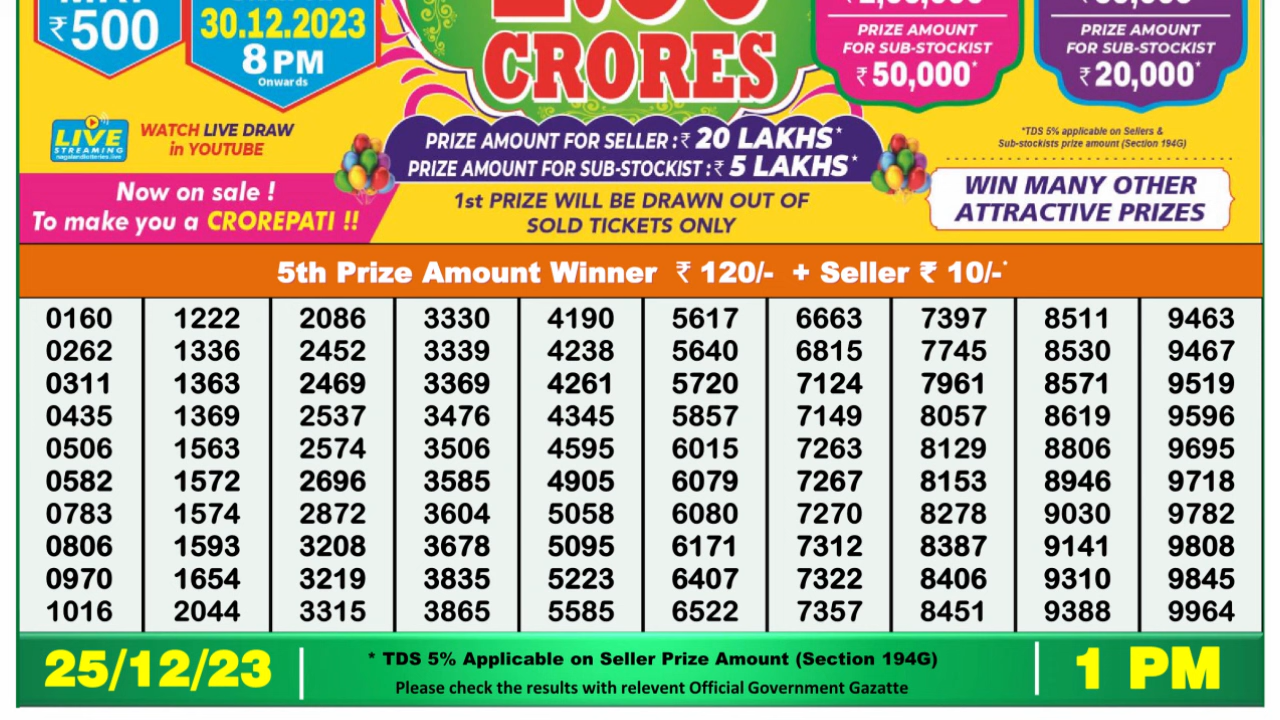 ₹500
30.12.2023
8 PM
Onwards
CRORES
PRIZE AMOUNT
FOR SUB-STOCKIST
₹ 50,000*
PRIZE AMOUNT
FOR SUB-STOCKIST
₹ 20,000*
LIVE
STREAMING
nagalandlotteries.live
WATCH LIVE DRAW
in YOUTUBE
PRIZE AMOUNT FOR SELLER : ₹ 20 LAKHS*
PRIZE AMOUNT FOR SUB-STOCKIST : ₹ 5 LAKHS*
*TDS 5% applicable on Sellers &
Sub-stockists prize amount (Section 194G)
Now on sale !
To make you a CROREPATI !!
1st PRIZE WILL BE DRAWN OUT OF
SOLD TICKETS ONLY
WIN MANY OTHER
ATTRACTIVE PRIZES
5th Prize Amount Winner ₹ 120/- + Seller ₹ 10/-*
0160 1222 2086 3330 4190 5617 6663 7397 8511 9463
0262 1336 2452 3339 4238 5640 6815 7745 8530 9467
0311 1363 2469 3369 4261 5720 7124 7961 8571 9519
0435 1369 2537 3476 4345 5857 7149 8057 8619 9596
0506 1563 2574 3506 4595 6015 7263 8129 8806 9695
0582 1572 2696 3585 4905 6079 7267 8153 8946 9718
0783 1574 2872 3604 5058 6080 7270 8278 9030 9782
0806 1593 3208 3678 5095 6171 7312 8387 9141 9808
0970 1654 3219 3835 5223 6407 7322 8406 9310 9845
1016 2044 3315 3865 5585 6522 7357 8451 9388 9964
25/12/23
* TDS 5% Applicable on Seller Prize Amount (Section 194G)
Please check the results with relevent Official Government Gazatte
1 PM